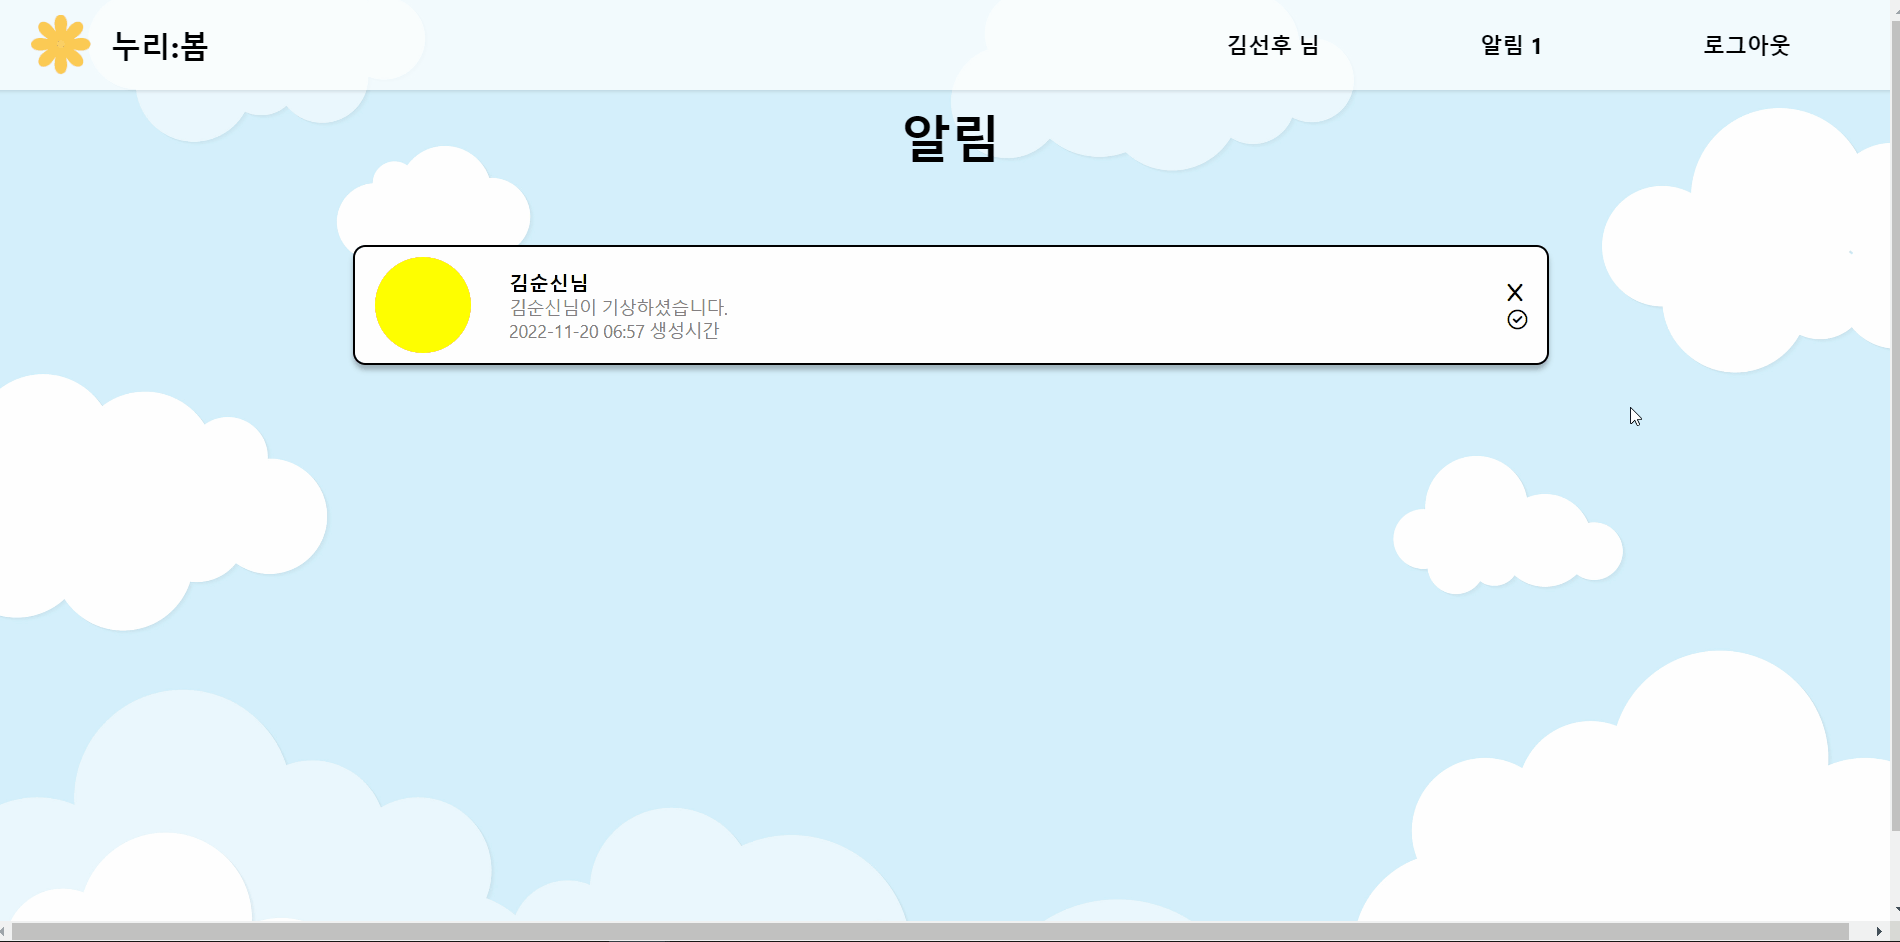 누리:봄
김선후 님
알림 1
로그아웃
알림
김순신님
김순신님이 기상하셨습니다.
2022-11-20 06:57 생성시간